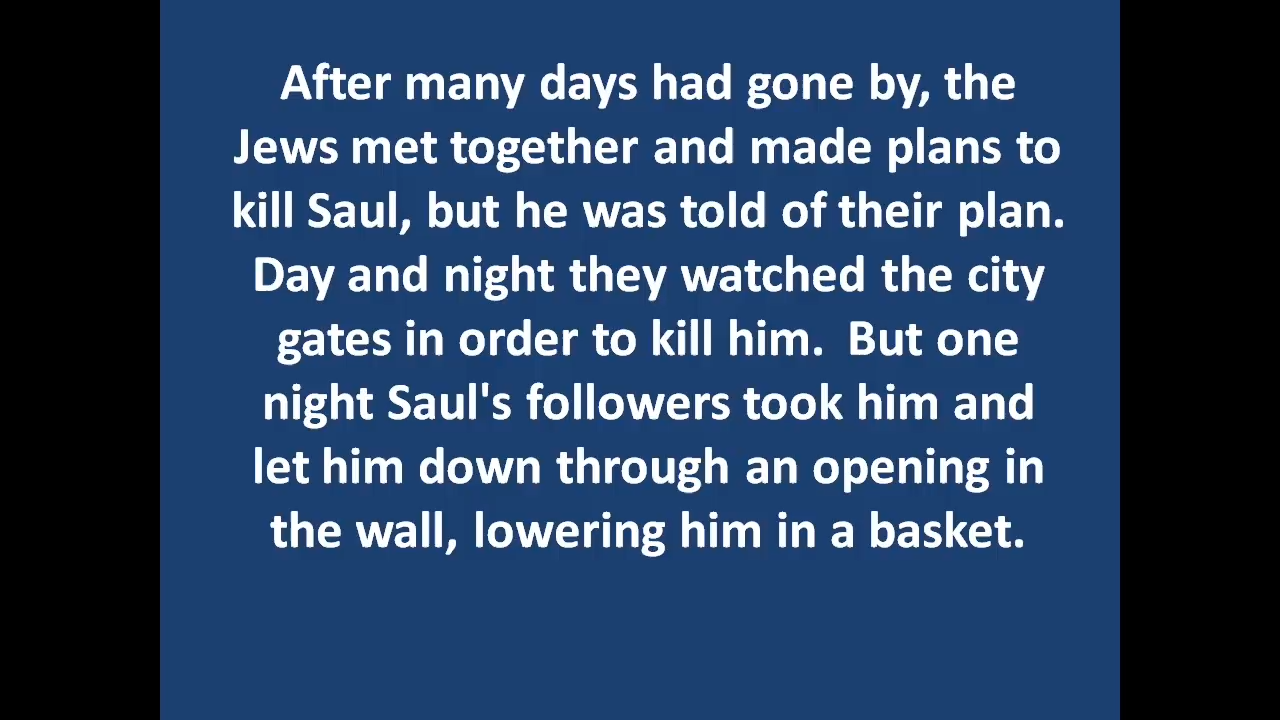 After many days had gone by, the
Jews met together and made plans to
kill Saul, but he was told of their plan.
Day and night they watched the city
gates in order to kill him.  But one
night Saul's followers took him and
let him down through an opening in
the wall, lowering him in a basket.